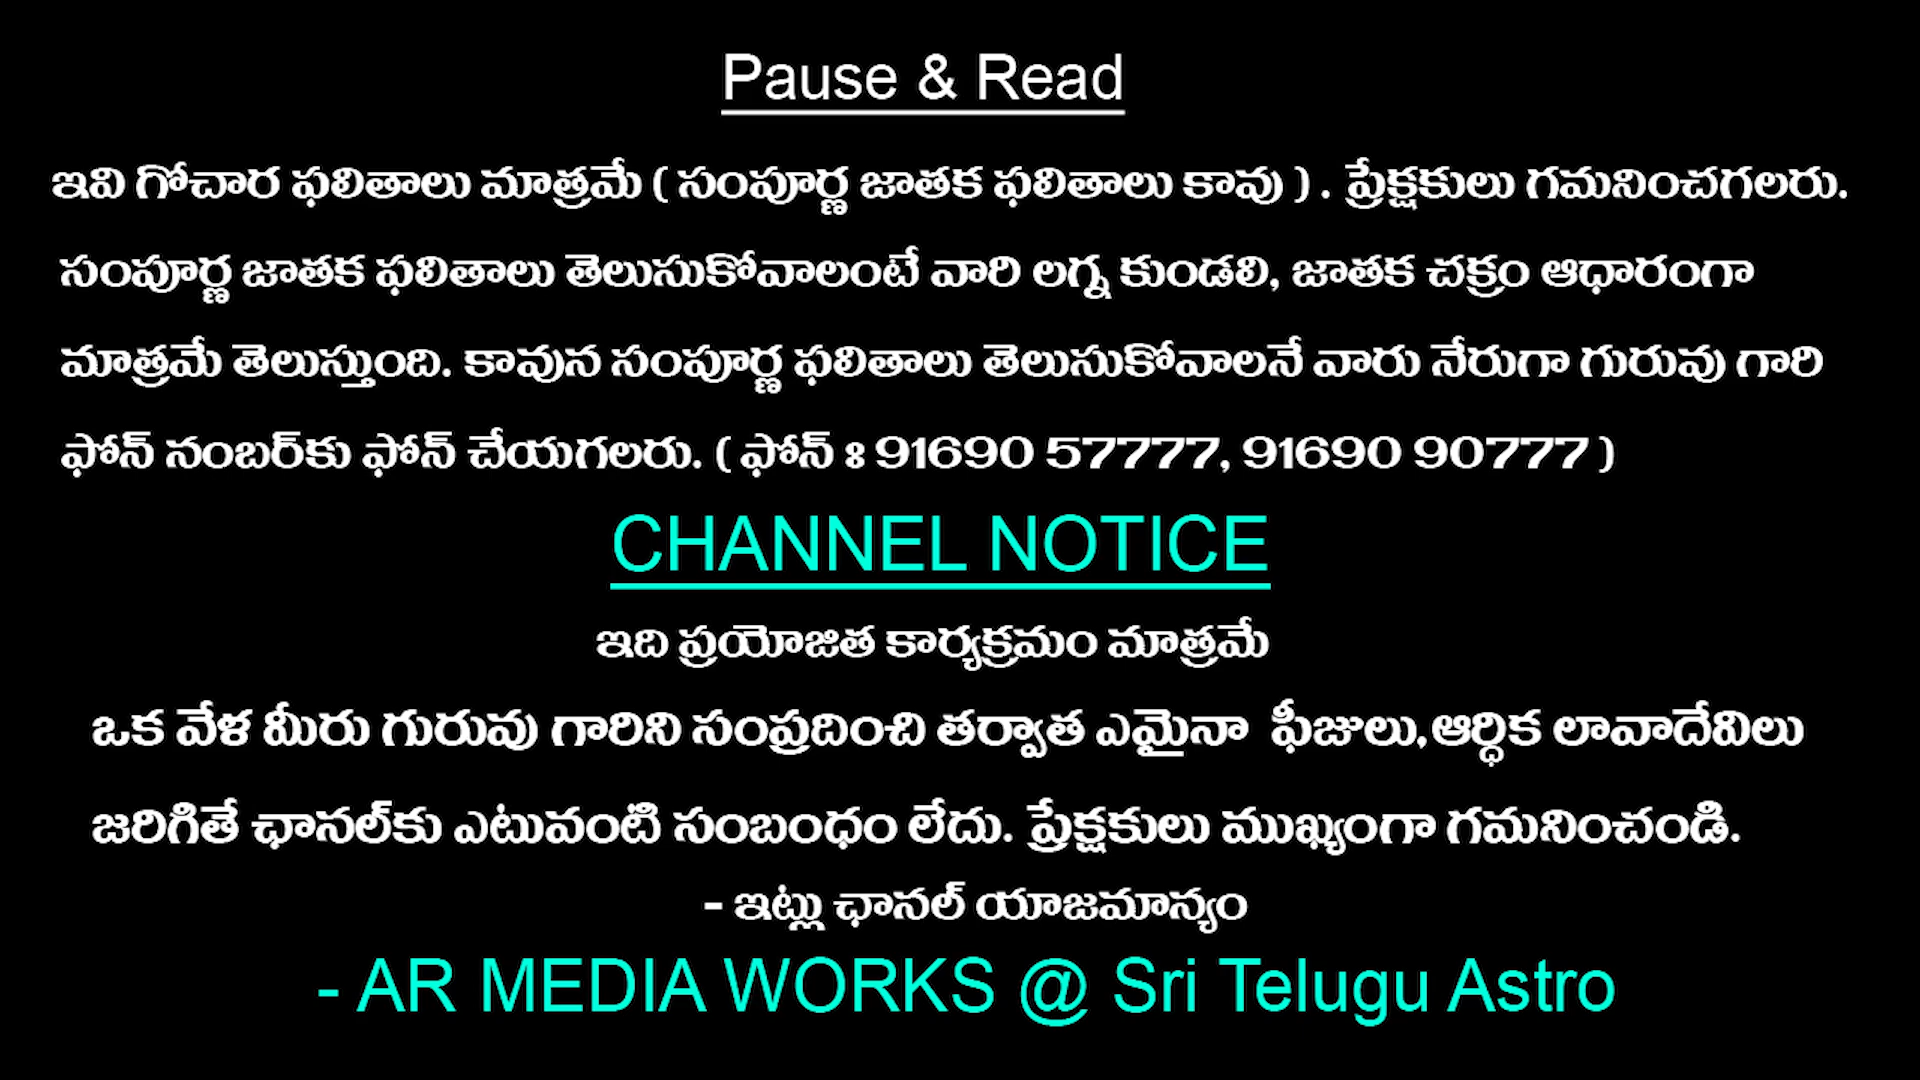 Pause & Read
ఇవి గోచార ఫలితాలు మాత్రమే ( సంపూర్ణ జాతక ఫలితాలు కావు ) . ప్రేక్షకులు గమనించగలరు.
సంపూర్ణ జాతక ఫలితాలు తెలుసుకోవాలంటే వారి లగ్న కుండలి, జాతక చక్రం ఆధారంగా
మాత్రమే తెలుస్తుంది. కావున సంపూర్ణ ఫలితాలు తెలుసుకోవాలనే వారు నేరుగా గురువు గారి
ఫోన్ నంబర్‌కు ఫోన్ చేయగలరు. ( ఫోన్ ః 91690 57777, 91690 90777 )
CHANNEL NOTICE
ఇది ప్రయోజిత కార్యక్రమం మాత్రమే
ఒక వేళ మీరు గురువు గారిని సంప్రదించి తర్వాత ఎమైనా  ఫీజులు,ఆర్ధిక లావాదేవిలు
జరిగితే ఛానల్‌కు ఎటువంటి సంబంధం లేదు. ప్రేక్షకులు ముఖ్యంగా గమనించండి.
- ఇట్లు ఛానల్ యాజమాన్యం
- AR MEDIA WORKS @ Sri Telugu Astro